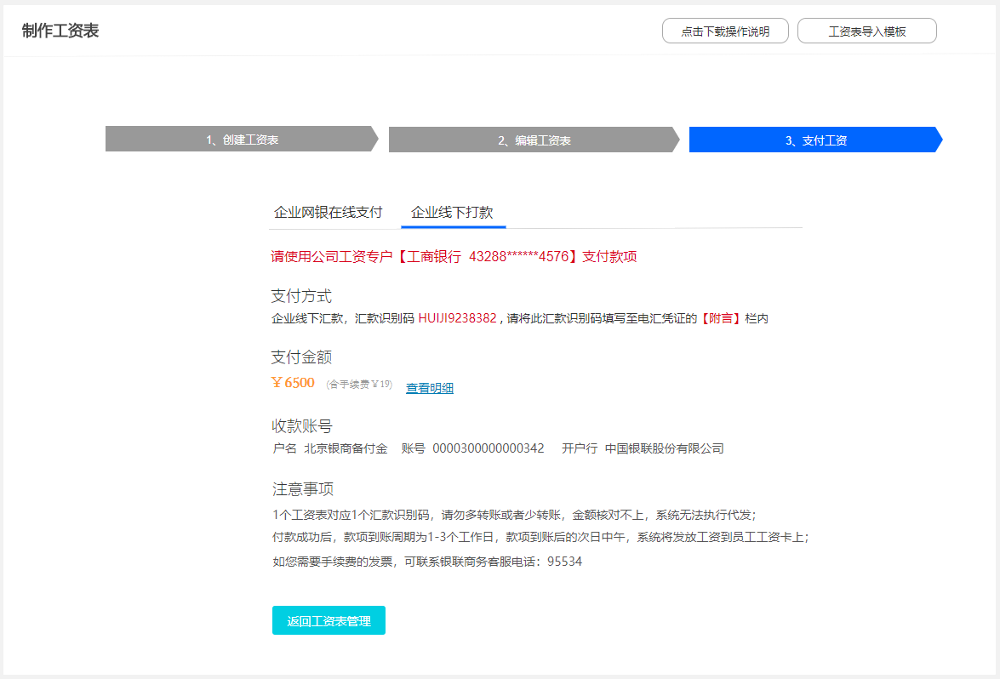 制作工资表
点击下载操作说明
工资表导入模板
1、创建工资表
2、编辑工资表
3、支付工资
企业网银在线支付
企业线下打款
请使用公司工资专户【工商银行 43288******4576】支付款项
支付方式
企业线下汇款，汇款识别码 HUIJI9238382 , 请将此汇款识别码填写至电汇凭证的【附言】栏内
支付金额
￥6500 (含手续费￥19) 查看明细
收款账号
户名 北京银商备付金 账号 0000300000000342 开户行 中国银联股份有限公司
注意事项
1个工资表对应1个汇款识别码，请勿多转账或者少转账，金额核对不上，系统无法执行代发；
付款成功后，款项到账周期为1-3个工作日，款项到账后的次日中午，系统将发放工资到员工工资卡上；
如您需要手续费的发票，可联系银联商务客服电话：95534
返回工资表管理